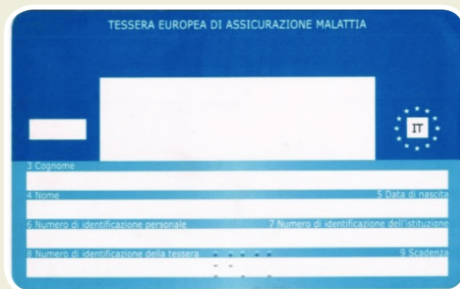 TESSERA EUROPEA DI ASSICURAZIONE MALATTIA
IT
3 Cognome
4 Nome 5 Data di nascita
6 Numero di identificazione personale 7 Numero di identificazione dell'istituzione
8 Numero di identificazione della tessera 9 Scadenza